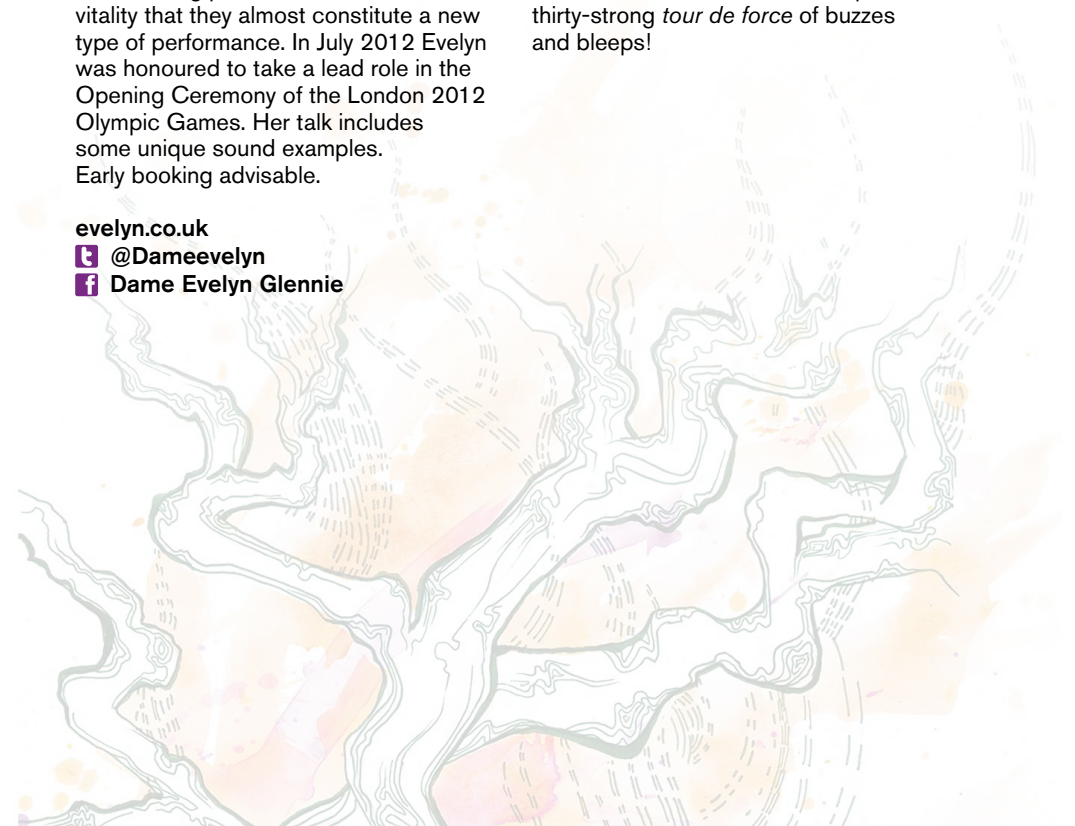 vitality that they almost constitute a new
type of performance. In July 2012 Evelyn
was honoured to take a lead role in the
Opening Ceremony of the London 2012
Olympic Games. Her talk includes
some unique sound examples.
Early booking advisable.
evelyn.co.uk
t @Dameevelyn
f Dame Evelyn Glennie
thirty-strong tour de force of buzzes
and bleeps!